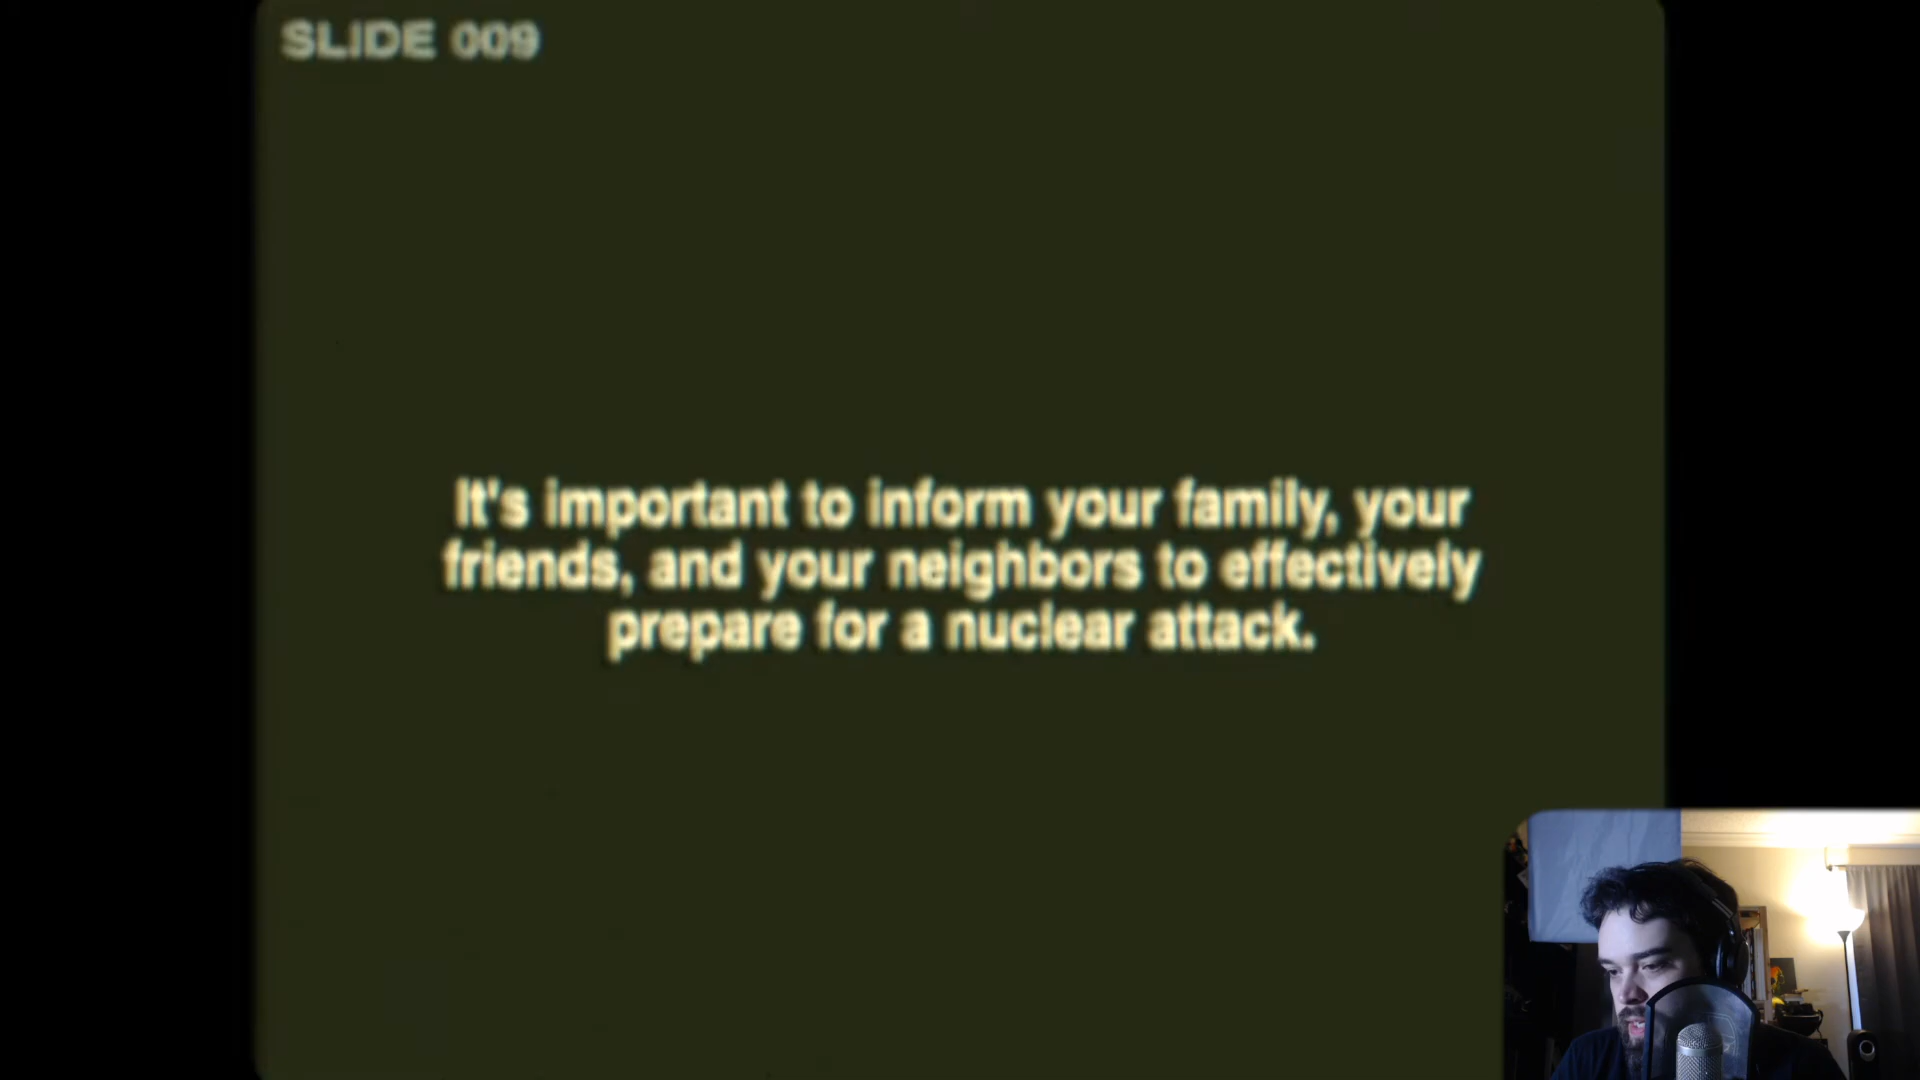 SLIDE 009
It's important to inform your family, your
friends, and your neighbors to effectively
prepare for a nuclear attack.